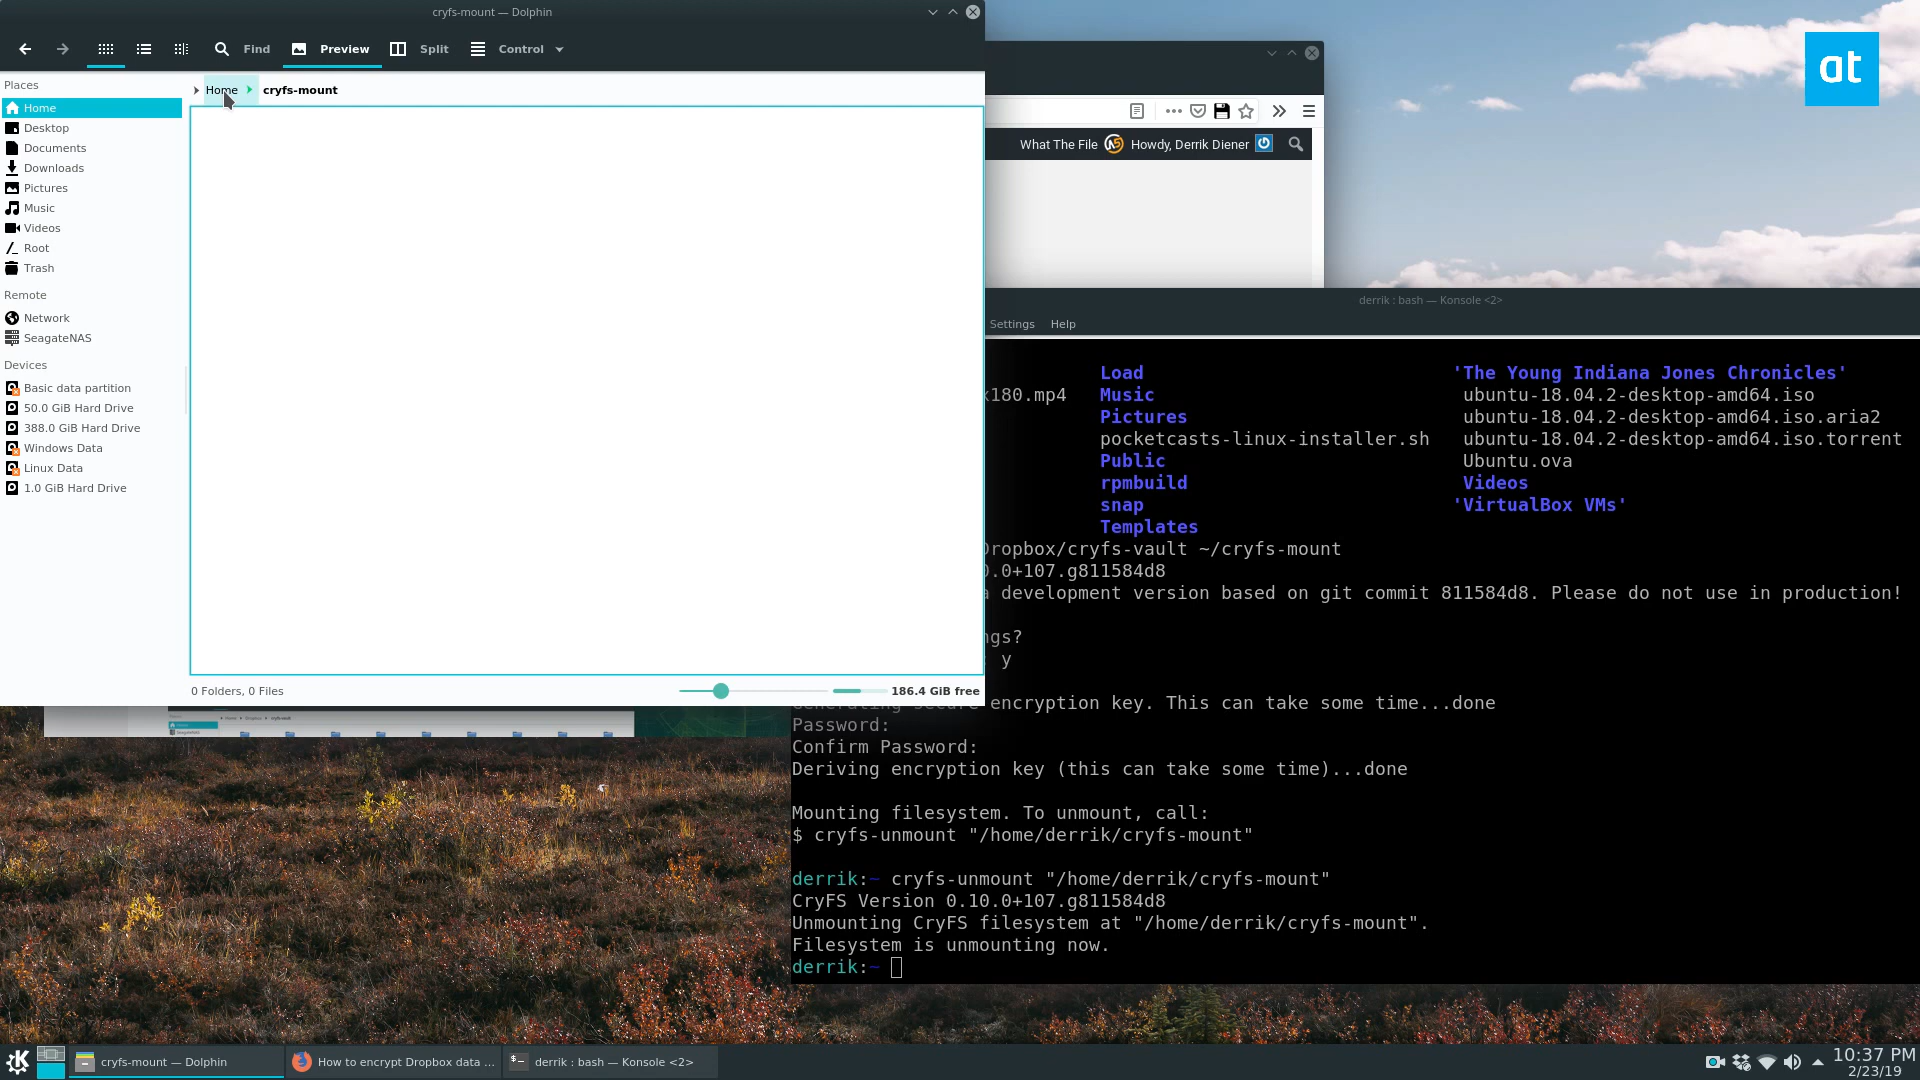 cryfs-mount — Dolphin
Find
Preview
Split
Control
Places
Home
Desktop
Documents
Downloads
Pictures
Music
Videos
Root
Trash
Remote
Network
SeagateNAS
Devices
Basic data partition
50.0 GiB Hard Drive
388.0 GiB Hard Drive
Windows Data
Linux Data
1.0 GiB Hard Drive
Home cryfs-mount
0 Folders, 0 Files
186.4 GiB free
at
What The File Howdy, Derrik Diener
derrik : bash — Konsole <2>
Settings Help
Load 'The Young Indiana Jones Chronicles'
x180.mp4 Music ubuntu-18.04.2-desktop-amd64.iso
Pictures ubuntu-18.04.2-desktop-amd64.iso.aria2
pocketcasts-linux-installer.sh ubuntu-18.04.2-desktop-amd64.iso.torrent
Public Ubuntu.ova
rpmbuild Videos
snap 'VirtualBox VMs'
Templates
Dropbox/cryfs-vault ~/cryfs-mount
0.0+107.g811584d8
a development version based on git commit 811584d8. Please do not use in production!
ngs?
: y
Generating secure encryption key. This can take some time...done
Password:
Confirm Password:
Deriving encryption key (this can take some time)...done
Mounting filesystem. To unmount, call:
$ cryfs-unmount "/home/derrik/cryfs-mount"
derrik:~ cryfs-unmount "/home/derrik/cryfs-mount"
CryFS Version 0.10.0+107.g811584d8
Unmounting CryFS filesystem at "/home/derrik/cryfs-mount".
Filesystem is unmounting now.
derrik:~
cryfs-mount — Dolphin
How to encrypt Dropbox data ...
derrik : bash — Konsole <2>
10:37 PM
2/23/19